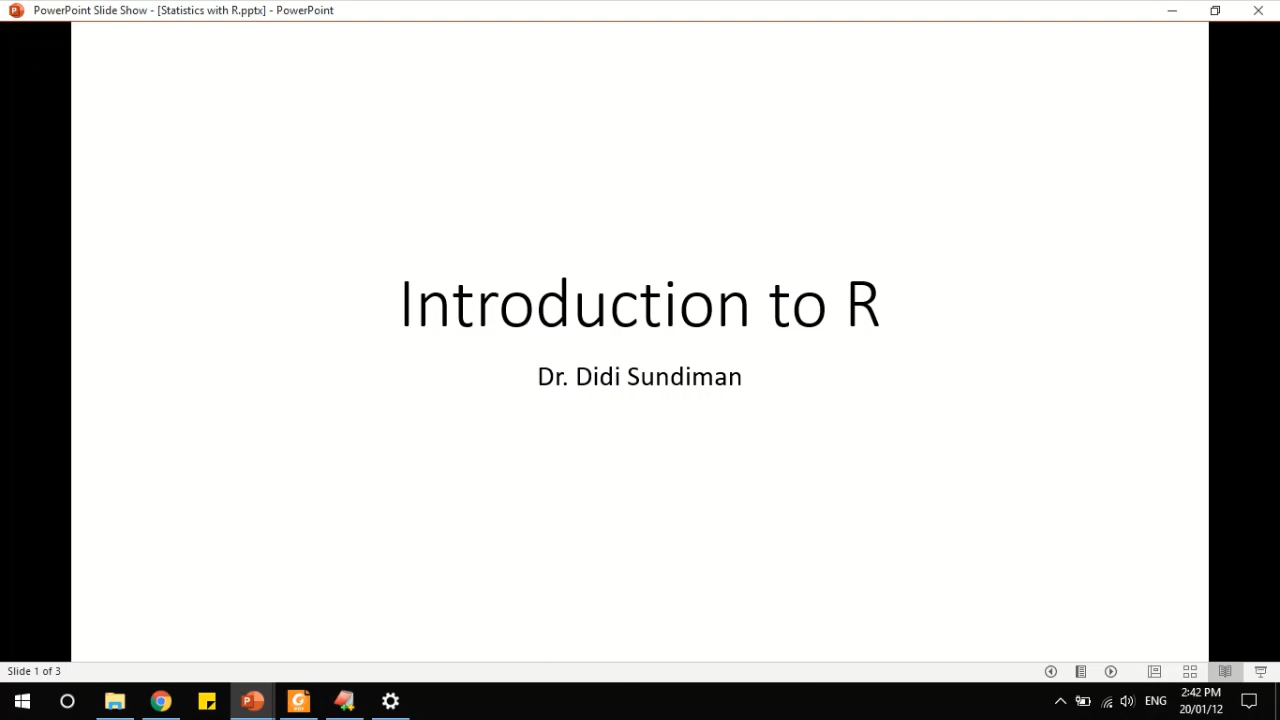 PowerPoint Slide Show - [Statistics with R.pptx] - PowerPoint
Introduction to R
Dr. Didi Sundiman
Slide 1 of 3
ENG
2:42 PM
20/01/12